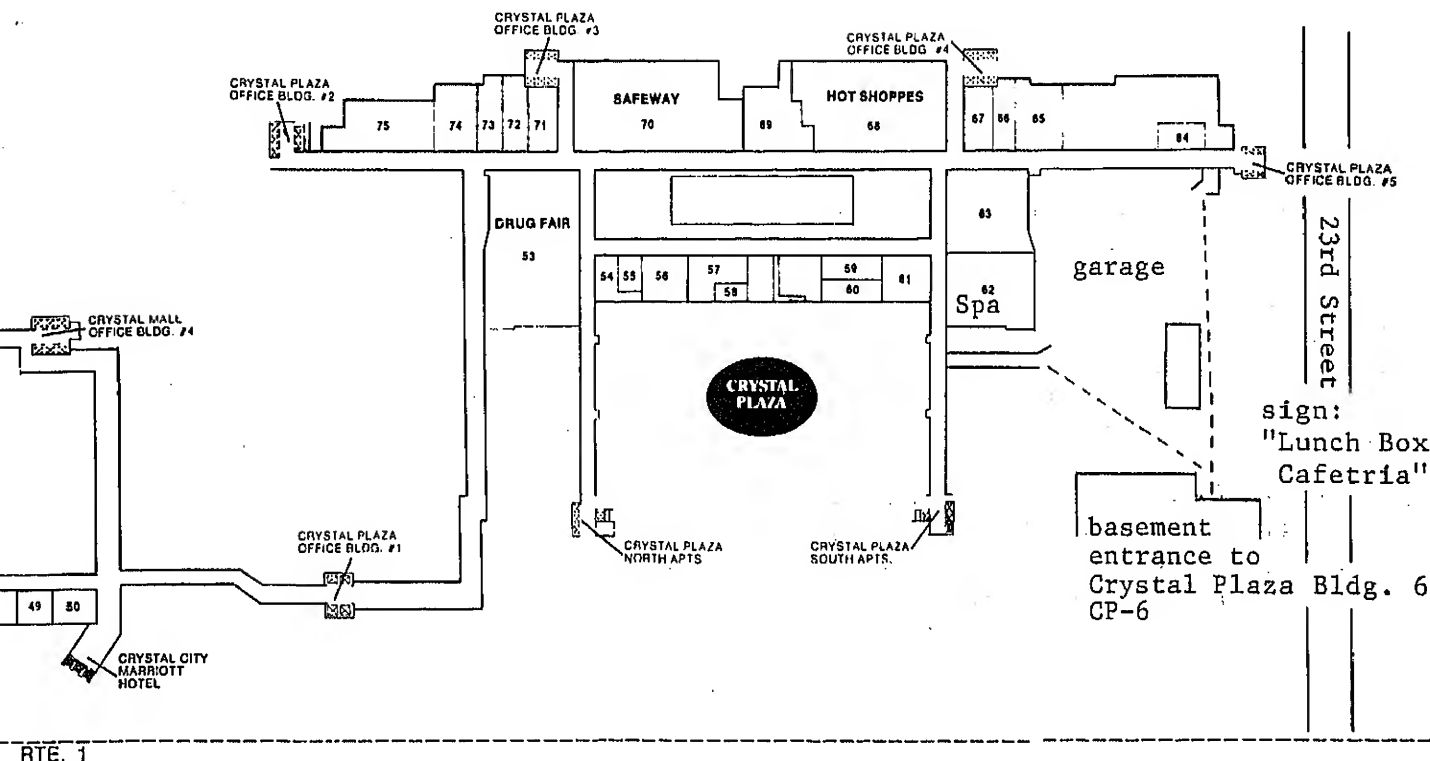 CRYSTAL PLAZA
OFFICE BLDG. #3
CRYSTAL PLAZA
OFFICE BLDG. #4
CRYSTAL PLAZA
OFFICE BLDG. #2
SAFEWAY
HOT SHOPPES
75
74
73
72
71
70
69
68
67
66
65
64
CRYSTAL PLAZA
OFFICE BLDG. #5
DRUG FAIR
53
63
23rd Street
garage
54
55
56
57
58
59
60
61
62
Spa
CRYSTAL MALL
OFFICE BLDG. #4
CRYSTAL
PLAZA
sign:
"Lunch Box
Cafetria"
CRYSTAL PLAZA
OFFICE BLDG. #1
CRYSTAL PLAZA
NORTH APTS
CRYSTAL PLAZA
SOUTH APTS.
basement
entrance to
Crystal Plaza Bldg. 6
CP-6
49
50
CRYSTAL CITY
MARRIOTT
HOTEL
RTE. 1